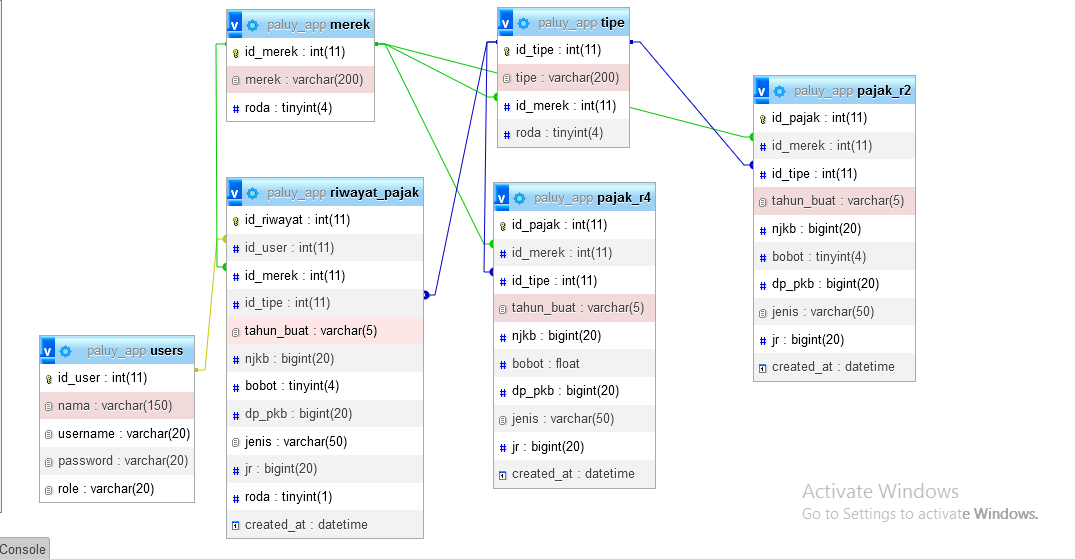 paluy_app merek
id_merek : int(11)
merek : varchar(200)
roda : tinyint(4)
paluy_app tipe
id_tipe : int(11)
tipe : varchar(200)
id_merek : int(11)
roda : tinyint(4)
paluy_app pajak_r2
id_pajak : int(11)
id_merek : int(11)
id_tipe : int(11)
tahun_buat : varchar(5)
njkb : bigint(20)
bobot : tinyint(4)
dp_pkb : bigint(20)
jenis : varchar(50)
jr : bigint(20)
created_at : datetime
paluy_app riwayat_pajak
id_riwayat : int(11)
id_user : int(11)
id_merek : int(11)
id_tipe : int(11)
tahun_buat : varchar(5)
njkb : bigint(20)
bobot : tinyint(4)
dp_pkb : bigint(20)
jenis : varchar(50)
jr : bigint(20)
roda : tinyint(1)
created_at : datetime
paluy_app pajak_r4
id_pajak : int(11)
id_merek : int(11)
id_tipe : int(11)
tahun_buat : varchar(5)
njkb : bigint(20)
bobot : float
dp_pkb : bigint(20)
jenis : varchar(50)
jr : bigint(20)
created_at : datetime
paluy_app users
id_user : int(11)
nama : varchar(150)
username : varchar(20)
password : varchar(20)
role : varchar(20)
Activate Windows
Go to Settings to activate Windows.
Console